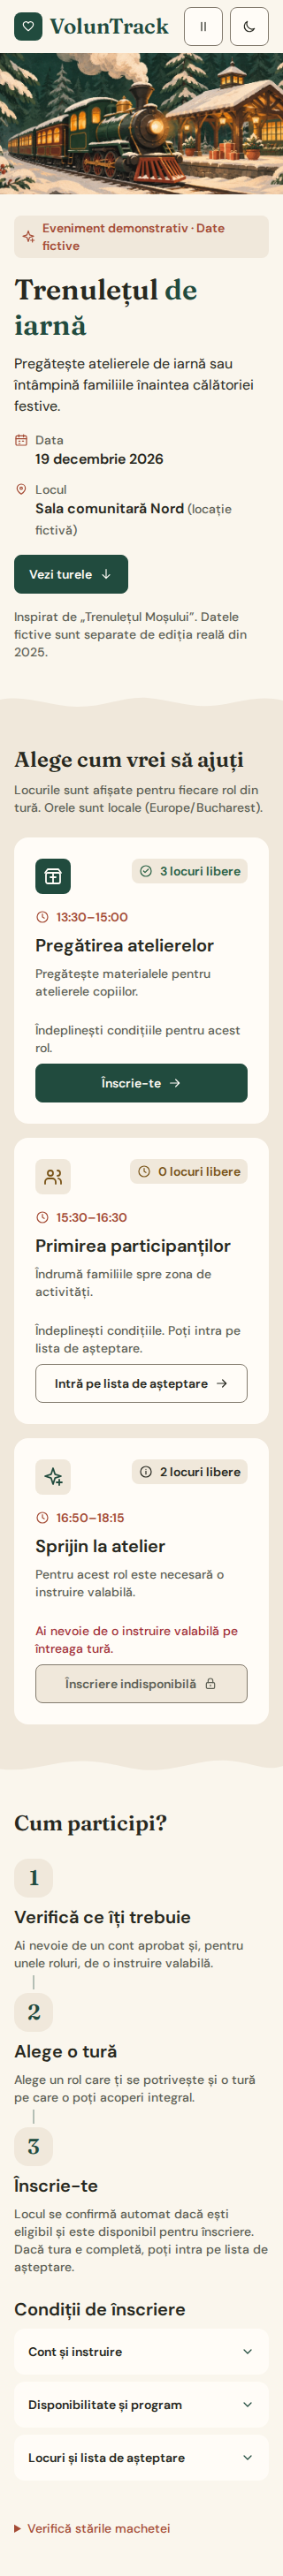 VolunTrack
Eveniment demonstrativ · Date
fictive
Trenulețul de
iarnă
Pregătește atelierele de iarnă sau
întâmpină familiile înaintea călătoriei
festive.
Data
19 decembrie 2026
Locul
Sala comunitară Nord (locație
fictivă)
Vezi turele
Inspirat de „Trenulețul Moșului”. Datele
fictive sunt separate de ediția reală din
2025.
Alege cum vrei să ajuți
Locurile sunt afișate pentru fiecare rol din
tură. Orele sunt locale (Europe/Bucharest).
3 locuri libere
13:30–15:00
Pregătirea atelierelor
Pregătește materialele pentru
atelierele copiilor.
Îndeplinești condițiile pentru acest
rol.
Înscrie-te
0 locuri libere
15:30–16:30
Primirea participanților
Îndrumă familiile spre zona de
activități.
Îndeplinești condițiile. Poți intra pe
lista de așteptare.
Intră pe lista de așteptare
2 locuri libere
16:50–18:15
Sprijin la atelier
Pentru acest rol este necesară o
instruire valabilă.
Ai nevoie de o instruire valabilă pe
întreaga tură.
Înscriere indisponibilă
Cum participi?
1
Verifică ce îți trebuie
Ai nevoie de un cont aprobat și, pentru
unele roluri, de o instruire valabilă.
2
Alege o tură
Alege un rol care ți se potrivește și o tură
pe care o poți acoperi integral.
3
Înscrie-te
Locul se confirmă automat dacă ești
eligibil și este disponibil pentru înscriere.
Dacă tura e completă, poți intra pe lista de
așteptare.
Condiții de înscriere
Cont și instruire
Disponibilitate și program
Locuri și lista de așteptare
Verifică stările machetei